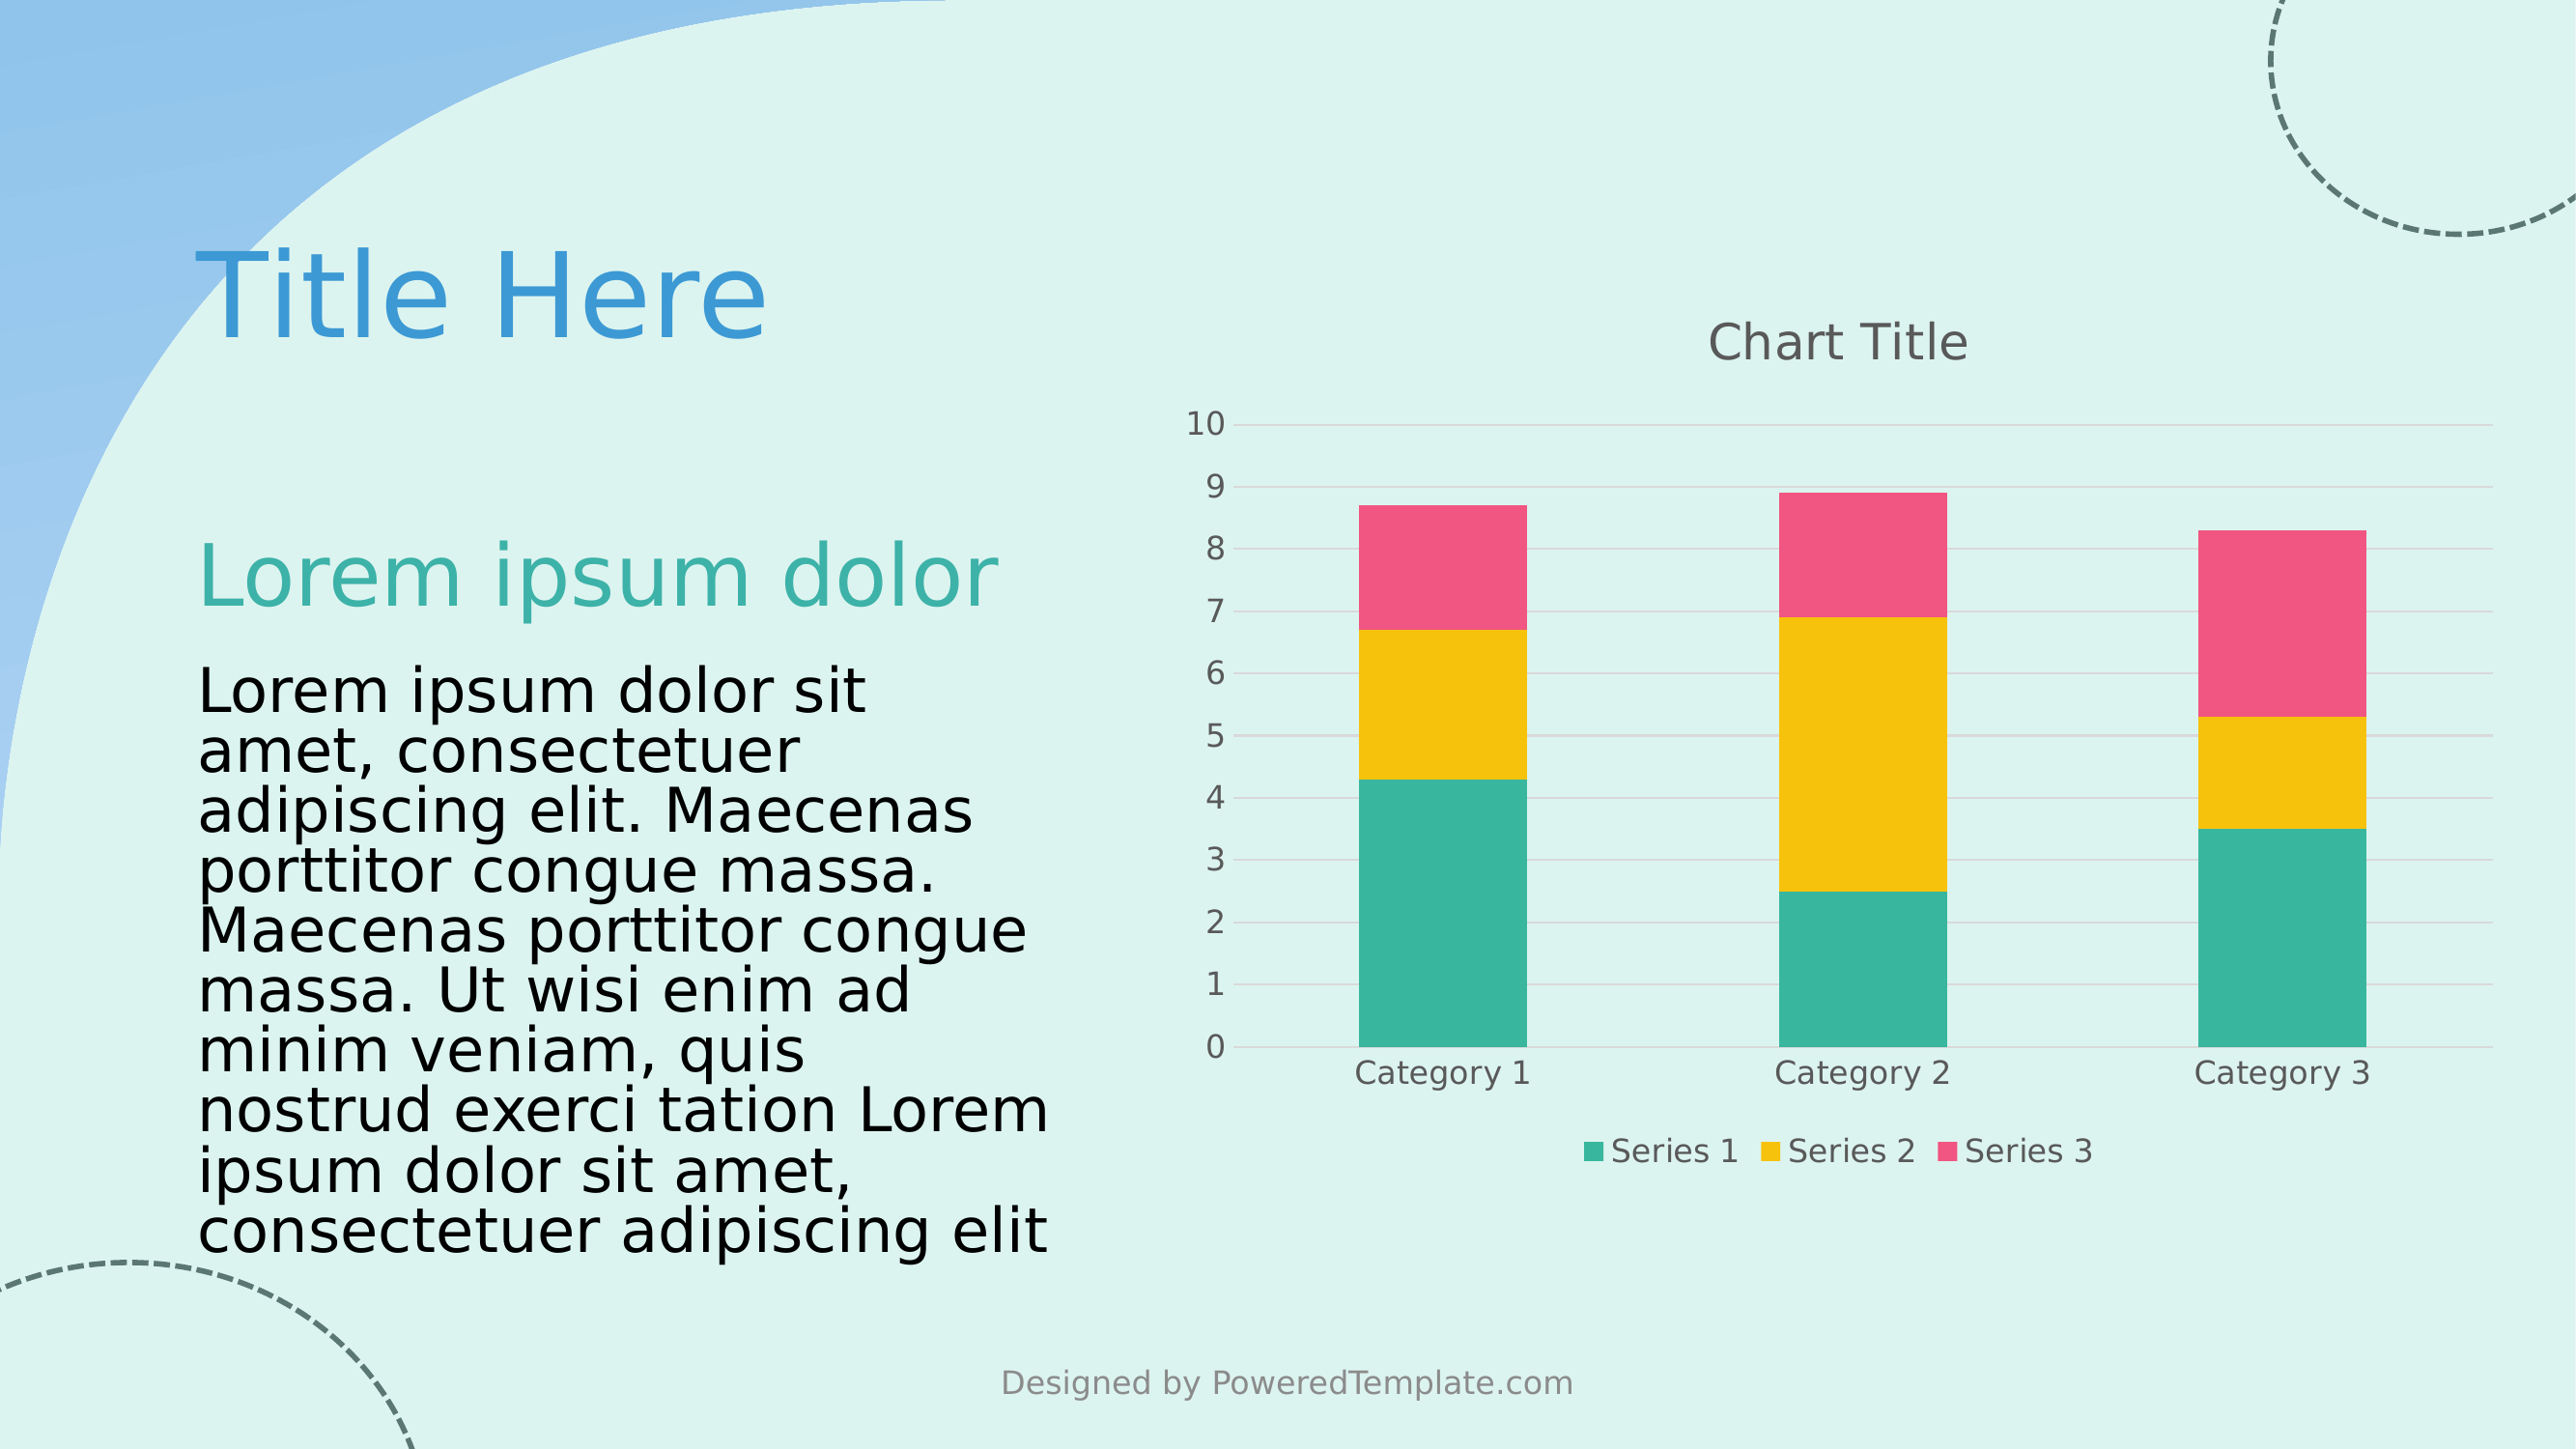 Title Here
Lorem ipsum dolor
Lorem ipsum dolor sit
amet, consectetuer
adipiscing elit. Maecenas
porttitor congue massa.
Maecenas porttitor congue
massa. Ut wisi enim ad
minim veniam, quis
nostrud exerci tation Lorem
ipsum dolor sit amet,
consectetuer adipiscing elit
Chart Title
10
9
8
7
6
5
4
3
2
1
0
Category 1 Category 2 Category 3
Series 1 Series 2 Series 3
Designed by PoweredTemplate.com